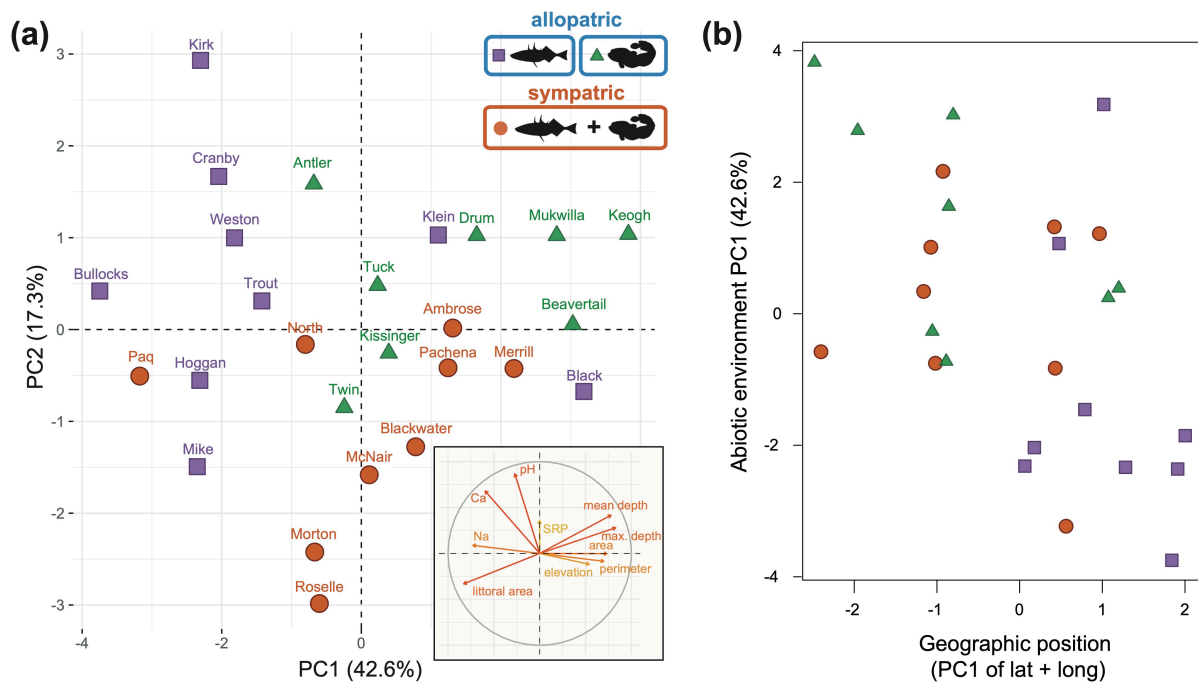 (a)
allopatric
sympatric
+
Kirk
Cranby
Antler
Weston
Klein
Drum
Mukwilla
Keogh
Bullocks
Trout
Tuck
Beavertail
North
Ambrose
Kissinger
Paq
Hoggan
Pachena
Merrill
Black
Twin
Blackwater
Mike
McNair
Morton
Roselle
3
2
1
0
-1
-2
-3
PC2 (17.3%)
-4
-2
0
PC1 (42.6%)
pH
Ca
mean depth
SRP
Na
max. depth
area
elevation
perimeter
littoral area
(b)
4
2
0
-2
-4
Abiotic environment PC1 (42.6%)
-2
-1
0
1
2
Geographic position
(PC1 of lat + long)